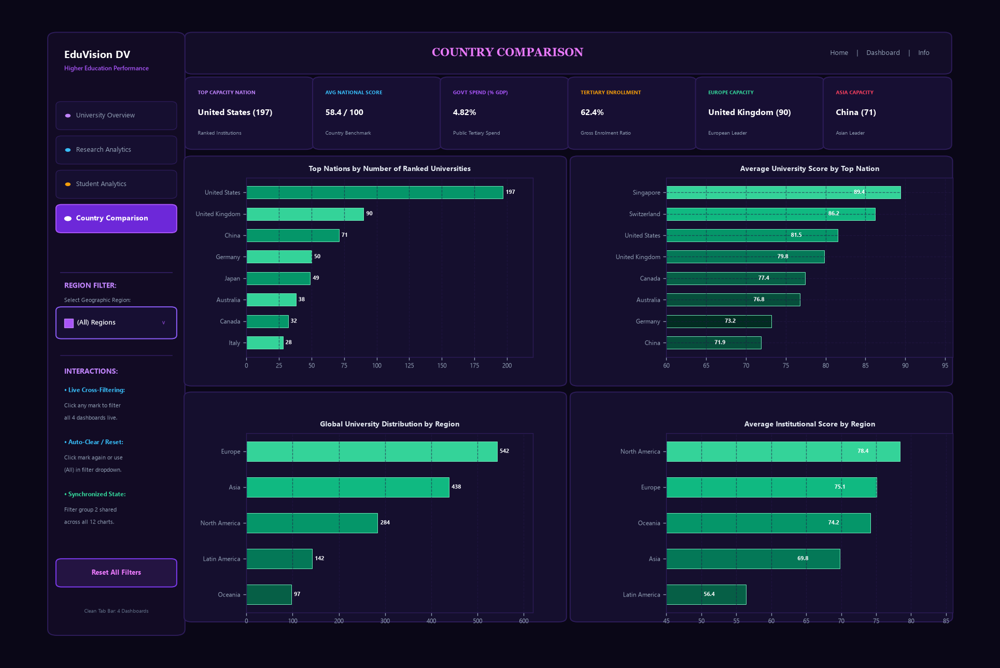 EduVision DV
Higher Education Performance
University Overview
Research Analytics
Student Analytics
Country Comparison
REGION FILTER:
Select Geographic Region:
(All) Regions v
INTERACTIONS:
• Live Cross-Filtering:
Click any mark to filter
all 4 dashboards live.
• Auto-Clear / Reset:
Click mark again or use
(All) in filter dropdown.
• Synchronized State:
Filter group 2 shared
across all 12 charts.
Reset All Filters
Clean Tab Bar: 4 Dashboards
COUNTRY COMPARISON
Home | Dashboard | Info
TOP CAPACITY NATION
United States (197)
Ranked Institutions
AVG NATIONAL SCORE
58.4 / 100
Country Benchmark
GOVT SPEND (% GDP)
4.82%
Public Tertiary Spend
TERTIARY ENROLLMENT
62.4%
Gross Enrolment Ratio
EUROPE CAPACITY
United Kingdom (90)
European Leader
ASIA CAPACITY
China (71)
Asian Leader
Top Nations by Number of Ranked Universities
United States 197
United Kingdom 90
China 71
Germany 50
Japan 49
Australia 38
Canada 32
Italy 28
0 25 50 75 100 125 150 175 200
Average University Score by Top Nation
Singapore 89.4
Switzerland 86.2
United States 81.5
United Kingdom 79.8
Canada 77.4
Australia 76.8
Germany 73.2
China 71.9
60 65 70 75 80 85 90 95
Global University Distribution by Region
Europe 542
Asia 438
North America 284
Latin America 142
Oceania 97
0 100 200 300 400 500 600
Average Institutional Score by Region
North America 78.4
Europe 75.1
Oceania 74.2
Asia 69.8
Latin America 56.4
45 50 55 60 65 70 75 80 85